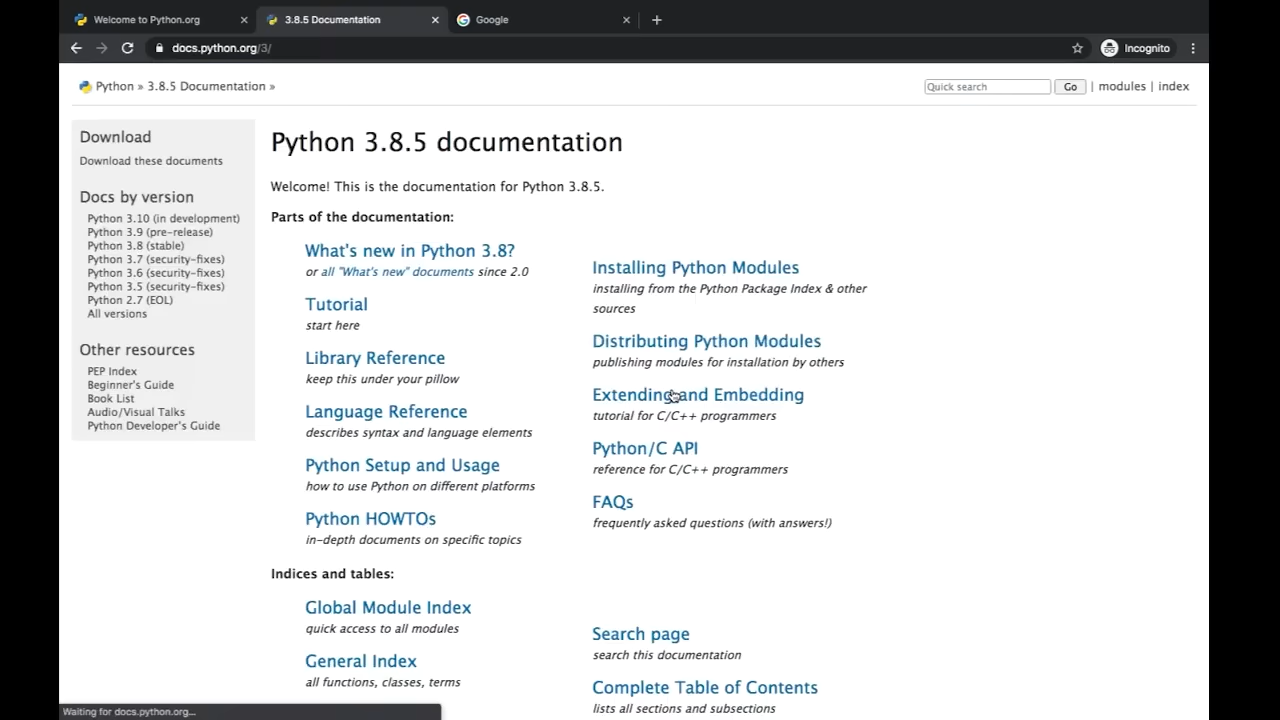 Welcome to Python.org
3.8.5 Documentation
Google
docs.python.org/3/
Incognito
Python » 3.8.5 Documentation »
Quick search
Go | modules | index
Download
Download these documents
Docs by version
Python 3.10 (in development)
Python 3.9 (pre-release)
Python 3.8 (stable)
Python 3.7 (security-fixes)
Python 3.6 (security-fixes)
Python 3.5 (security-fixes)
Python 2.7 (EOL)
All versions
Other resources
PEP Index
Beginner's Guide
Book List
Audio/Visual Talks
Python Developer's Guide
Python 3.8.5 documentation
Welcome! This is the documentation for Python 3.8.5.
Parts of the documentation:
What's new in Python 3.8?
or all "What's new" documents since 2.0
Tutorial
start here
Library Reference
keep this under your pillow
Language Reference
describes syntax and language elements
Python Setup and Usage
how to use Python on different platforms
Python HOWTOs
in-depth documents on specific topics
Installing Python Modules
installing from the Python Package Index & other
sources
Distributing Python Modules
publishing modules for installation by others
Extending and Embedding
tutorial for C/C++ programmers
Python/C API
reference for C/C++ programmers
FAQs
frequently asked questions (with answers!)
Indices and tables:
Global Module Index
quick access to all modules
General Index
all functions, classes, terms
Search page
search this documentation
Complete Table of Contents
lists all sections and subsections
Waiting for docs.python.org...